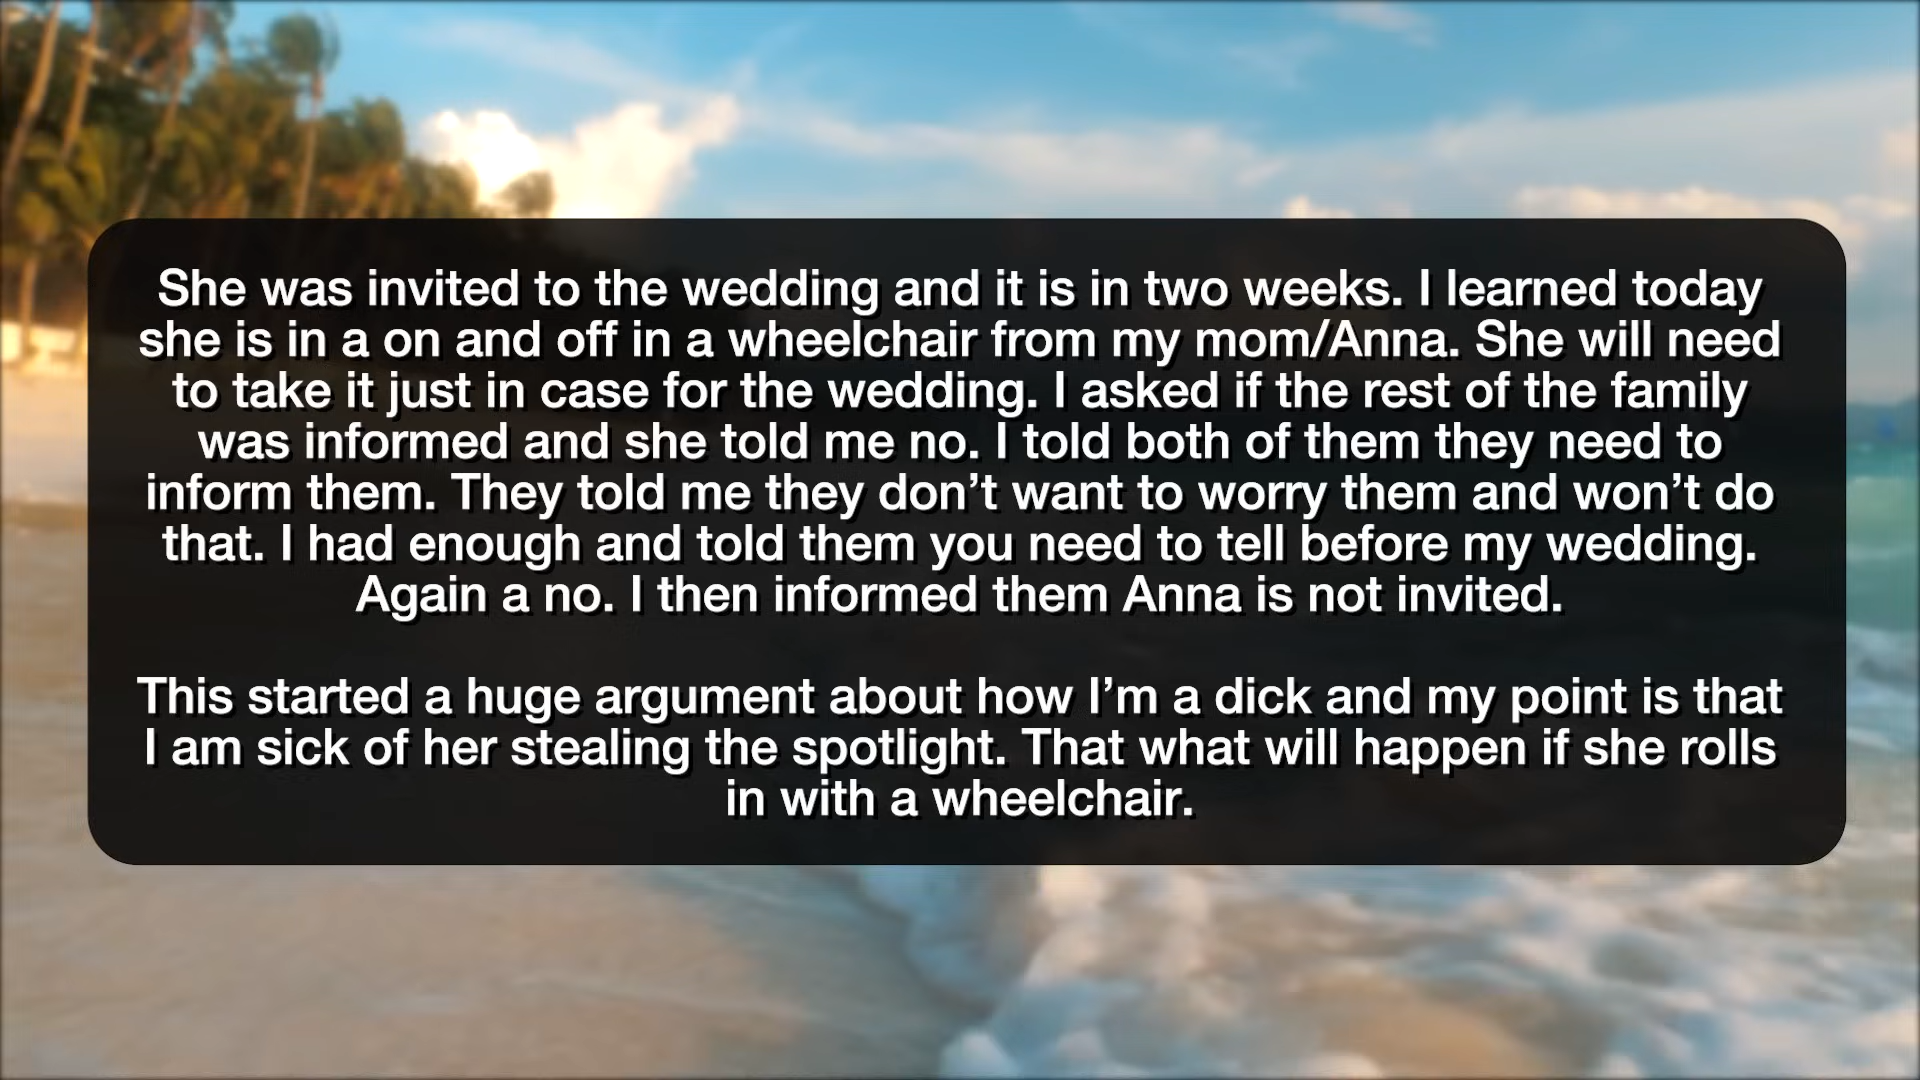 She was invited to the wedding and it is in two weeks. I learned today
she is in a on and off in a wheelchair from my mom/Anna. She will need
to take it just in case for the wedding. I asked if the rest of the family
was informed and she told me no. I told both of them they need to
inform them. They told me they don’t want to worry them and won’t do
that. I had enough and told them you need to tell before my wedding.
Again a no. I then informed them Anna is not invited.
This started a huge argument about how I’m a dick and my point is that
I am sick of her stealing the spotlight. That what will happen if she rolls
in with a wheelchair.